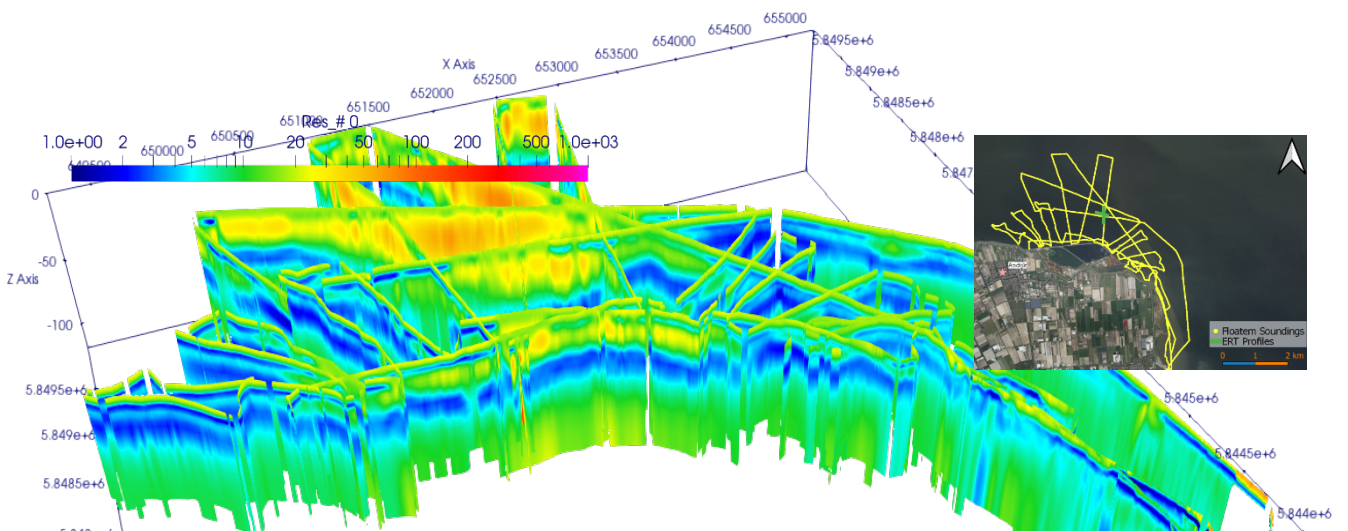 655000
654500
654000
653500
653000
652500
652000
651500
650500
650000
X Axis
5.8495e+6
5.849e+6
5.8485e+6
5.848e+6
Res_# 0
1.0e+00 2 5 10 20 50 100 200 500 1.0e+03
0
-50
Z Axis
-100
5.8495e+6
5.849e+6
5.8485e+6
Andijk
Floatem Soundings
ERT Profiles
0 1 2 km
5.845e+6
5.8445e+6
5.844e+6